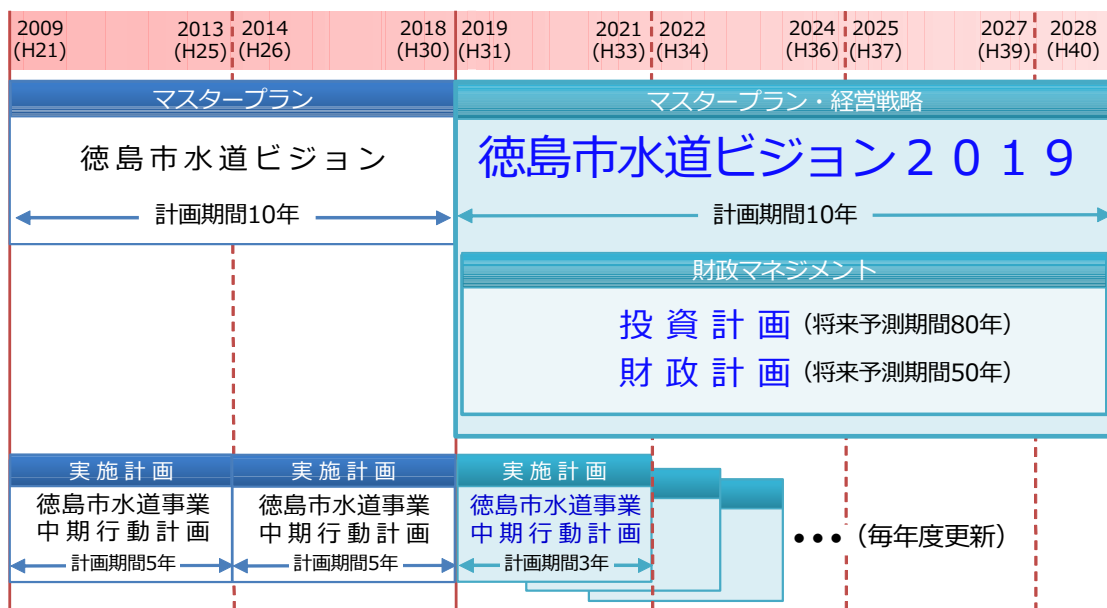 2009 2013 2014 2018 2019 2021 2022 2024 2025 2027 2028
(H21) (H25) (H26) (H30) (H31) (H33) (H34) (H36) (H37) (H39) (H40)
マスタープラン
徳島市水道ビジョン
計画期間10年
マスタープラン・経営戦略
徳島市水道ビジョン２０１９
計画期間10年
財政マネジメント
投資計画（将来予測期間80年）
財政計画（将来予測期間50年）
実施計画
徳島市水道事業
中期行動計画
計画期間5年
実施計画
徳島市水道事業
中期行動計画
計画期間5年
実施計画
徳島市水道事業
中期行動計画
計画期間3年
•••（毎年度更新）